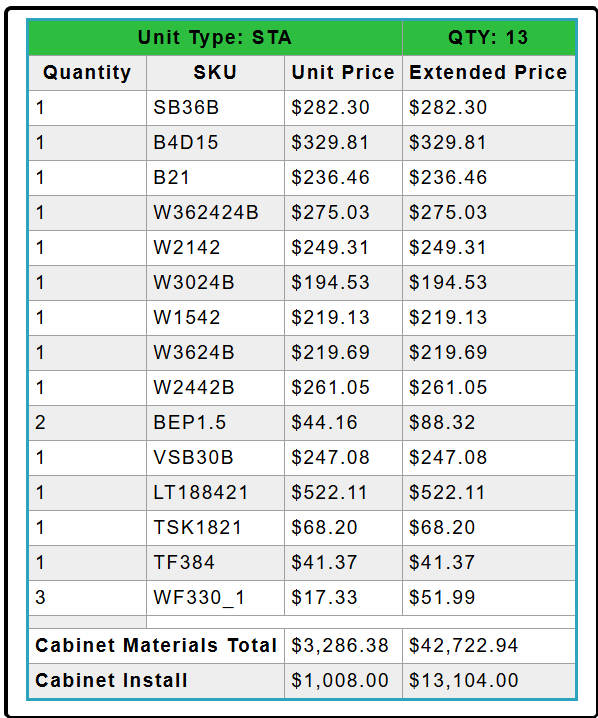 Unit Type: STA QTY: 13
Quantity SKU Unit Price Extended Price
1 SB36B $282.30 $282.30
1 B4D15 $329.81 $329.81
1 B21 $236.46 $236.46
1 W362424B $275.03 $275.03
1 W2142 $249.31 $249.31
1 W3024B $194.53 $194.53
1 W1542 $219.13 $219.13
1 W3624B $219.69 $219.69
1 W2442B $261.05 $261.05
2 BEP1.5 $44.16 $88.32
1 VSB30B $247.08 $247.08
1 LT188421 $522.11 $522.11
1 TSK1821 $68.20 $68.20
1 TF384 $41.37 $41.37
3 WF330_1 $17.33 $51.99
Cabinet Materials Total $3,286.38 $42,722.94
Cabinet Install $1,008.00 $13,104.00